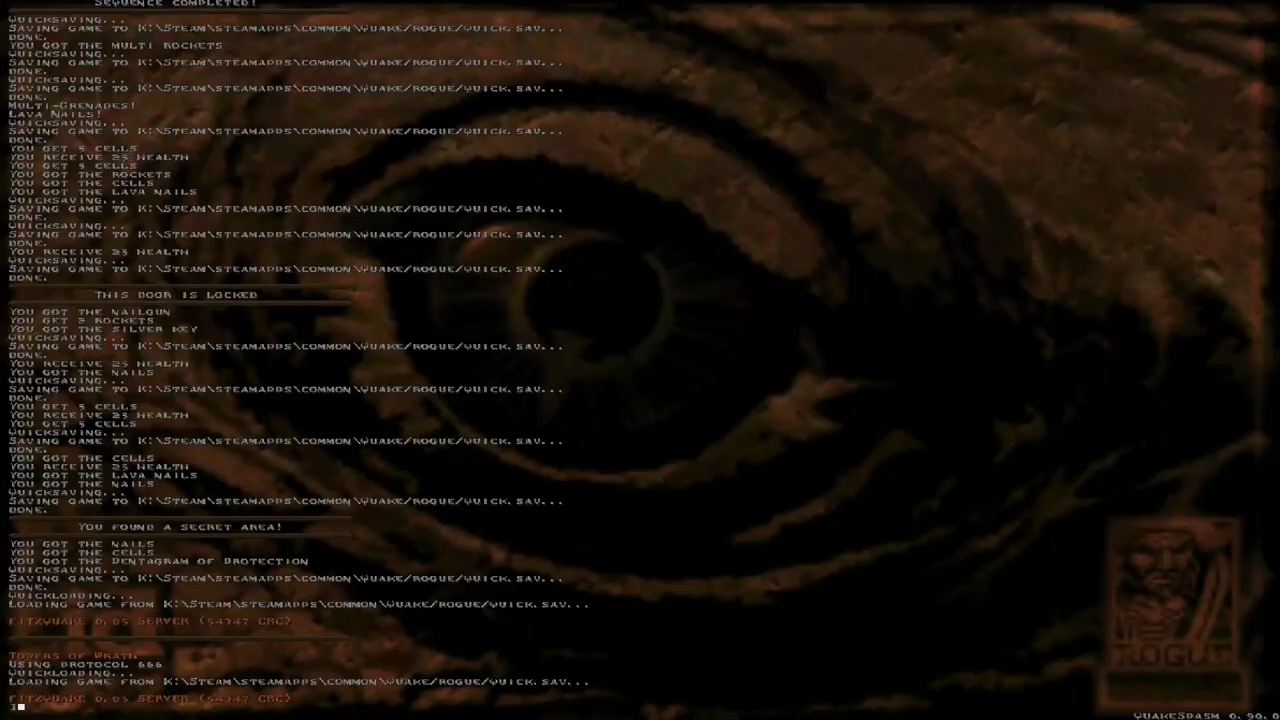 SEQUENCE COMPLETED!
QUICKSAVING...
SAVING GAME TO K:\STEAM\STEAMAPPS\COMMON\QUAKE/ROGUE/QUICK.SAV...
DONE.
YOU GOT THE MULTI ROCKETS
QUICKSAVING...
SAVING GAME TO K:\STEAM\STEAMAPPS\COMMON\QUAKE/ROGUE/QUICK.SAV...
DONE.
QUICKSAVING...
SAVING GAME TO K:\STEAM\STEAMAPPS\COMMON\QUAKE/ROGUE/QUICK.SAV...
DONE.
MULTI-GRENADES!
LAVA NAILS!
QUICKSAVING...
SAVING GAME TO K:\STEAM\STEAMAPPS\COMMON\QUAKE/ROGUE/QUICK.SAV...
DONE.
YOU GET 5 CELLS
YOU RECEIVE 25 HEALTH
YOU GET 5 CELLS
YOU GOT THE ROCKETS
YOU GOT THE CELLS
YOU GOT THE LAVA NAILS
QUICKSAVING...
SAVING GAME TO K:\STEAM\STEAMAPPS\COMMON\QUAKE/ROGUE/QUICK.SAV...
DONE.
QUICKSAVING...
SAVING GAME TO K:\STEAM\STEAMAPPS\COMMON\QUAKE/ROGUE/QUICK.SAV...
DONE.
YOU RECEIVE 25 HEALTH
QUICKSAVING...
SAVING GAME TO K:\STEAM\STEAMAPPS\COMMON\QUAKE/ROGUE/QUICK.SAV...
DONE.
THIS DOOR IS LOCKED
YOU GOT THE NAILGUN
YOU GET 5 ROCKETS
YOU GOT THE SILVER KEY
QUICKSAVING...
SAVING GAME TO K:\STEAM\STEAMAPPS\COMMON\QUAKE/ROGUE/QUICK.SAV...
DONE.
YOU RECEIVE 25 HEALTH
YOU GOT THE NAILS
QUICKSAVING...
SAVING GAME TO K:\STEAM\STEAMAPPS\COMMON\QUAKE/ROGUE/QUICK.SAV...
DONE.
YOU GET 5 CELLS
YOU RECEIVE 25 HEALTH
YOU GET 5 CELLS
QUICKSAVING...
SAVING GAME TO K:\STEAM\STEAMAPPS\COMMON\QUAKE/ROGUE/QUICK.SAV...
DONE.
YOU GOT THE CELLS
YOU RECEIVE 25 HEALTH
YOU GOT THE LAVA NAILS
YOU GOT THE NAILS
QUICKSAVING...
SAVING GAME TO K:\STEAM\STEAMAPPS\COMMON\QUAKE/ROGUE/QUICK.SAV...
DONE.
YOU FOUND A SECRET AREA!
YOU GOT THE NAILS
YOU GOT THE CELLS
YOU GOT THE PENTAGRAM OF PROTECTION
QUICKSAVING...
SAVING GAME TO K:\STEAM\STEAMAPPS\COMMON\QUAKE/ROGUE/QUICK.SAV...
DONE.
QUICKLOADING...
LOADING GAME FROM K:\STEAM\STEAMAPPS\COMMON\QUAKE/ROGUE/QUICK.SAV...
FITZQUAKE 0.85 SERVER (54347 CRC)
TOWERS OF WRATH
USING PROTOCOL 666
QUICKLOADING...
LOADING GAME FROM K:\STEAM\STEAMAPPS\COMMON\QUAKE/ROGUE/QUICK.SAV...
FITZQUAKE 0.85 SERVER (54347 CRC)
]
ROGUE
QUAKESPASM 0.90.0